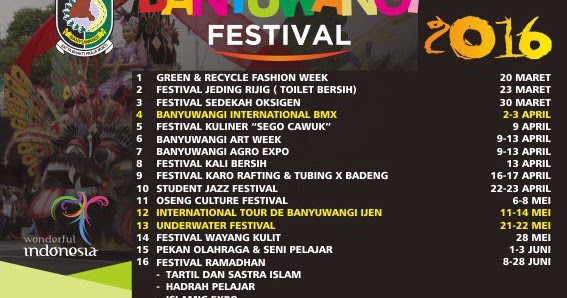 BANYUWANGI
FESTIVAL
2016
1 GREEN & RECYCLE FASHION WEEK 20 MARET
2 FESTIVAL JEDING RIJIG ( TOILET BERSIH) 23 MARET
3 FESTIVAL SEDEKAH OKSIGEN 30 MARET
4 BANYUWANGI INTERNATIONAL BMX 2-3 APRIL
5 FESTIVAL KULINER “SEGO CAWUK” 9 APRIL
6 BANYUWANGI ART WEEK 9-13 APRIL
7 BANYUWANGI AGRO EXPO 9-13 APRIL
8 FESTIVAL KALI BERSIH 13 APRIL
9 FESTIVAL KARO RAFTING & TUBING X BADENG 16-17 APRIL
10 STUDENT JAZZ FESTIVAL 22-23 APRIL
11 OSENG CULTURE FESTIVAL 6-8 MEI
12 INTERNATIONAL TOUR DE BANYUWANGI IJEN 11-14 MEI
13 UNDERWATER FESTIVAL 21-22 MEI
14 FESTIVAL WAYANG KULIT 28 MEI
15 PEKAN OLAHRAGA & SENI PELAJAR 1-3 JUNI
16 FESTIVAL RAMADHAN 8-28 JUNI
- TARTIL DAN SASTRA ISLAM
- HADRAH PELAJAR
- ISLAMIC EXPO
wonderful
indonesia